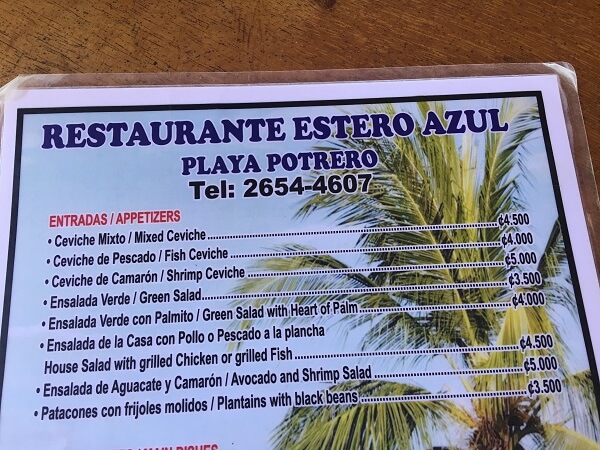 RESTAURANTE ESTERO AZUL
PLAYA POTRERO
Tel: 2654-4607
ENTRADAS / APPETIZERS
• Ceviche Mixto / Mixed Ceviche ₡4.500
• Ceviche de Pescado / Fish Ceviche ₡4.000
• Ceviche de Camarón / Shrimp Ceviche ₡5.000
• Ensalada Verde / Green Salad ₡3.500
• Ensalada Verde con Palmito / Green Salad with Heart of Palm ₡4.000
• Ensalada de la Casa con Pollo o Pescado a la plancha
House Salad with grilled Chicken or grilled Fish ₡4.500
• Ensalada de Aguacate y Camarón / Avocado and Shrimp Salad ₡5.000
• Patacones con frijoles molidos / Plantains with black beans ₡3.500
/ MAIN DISHES